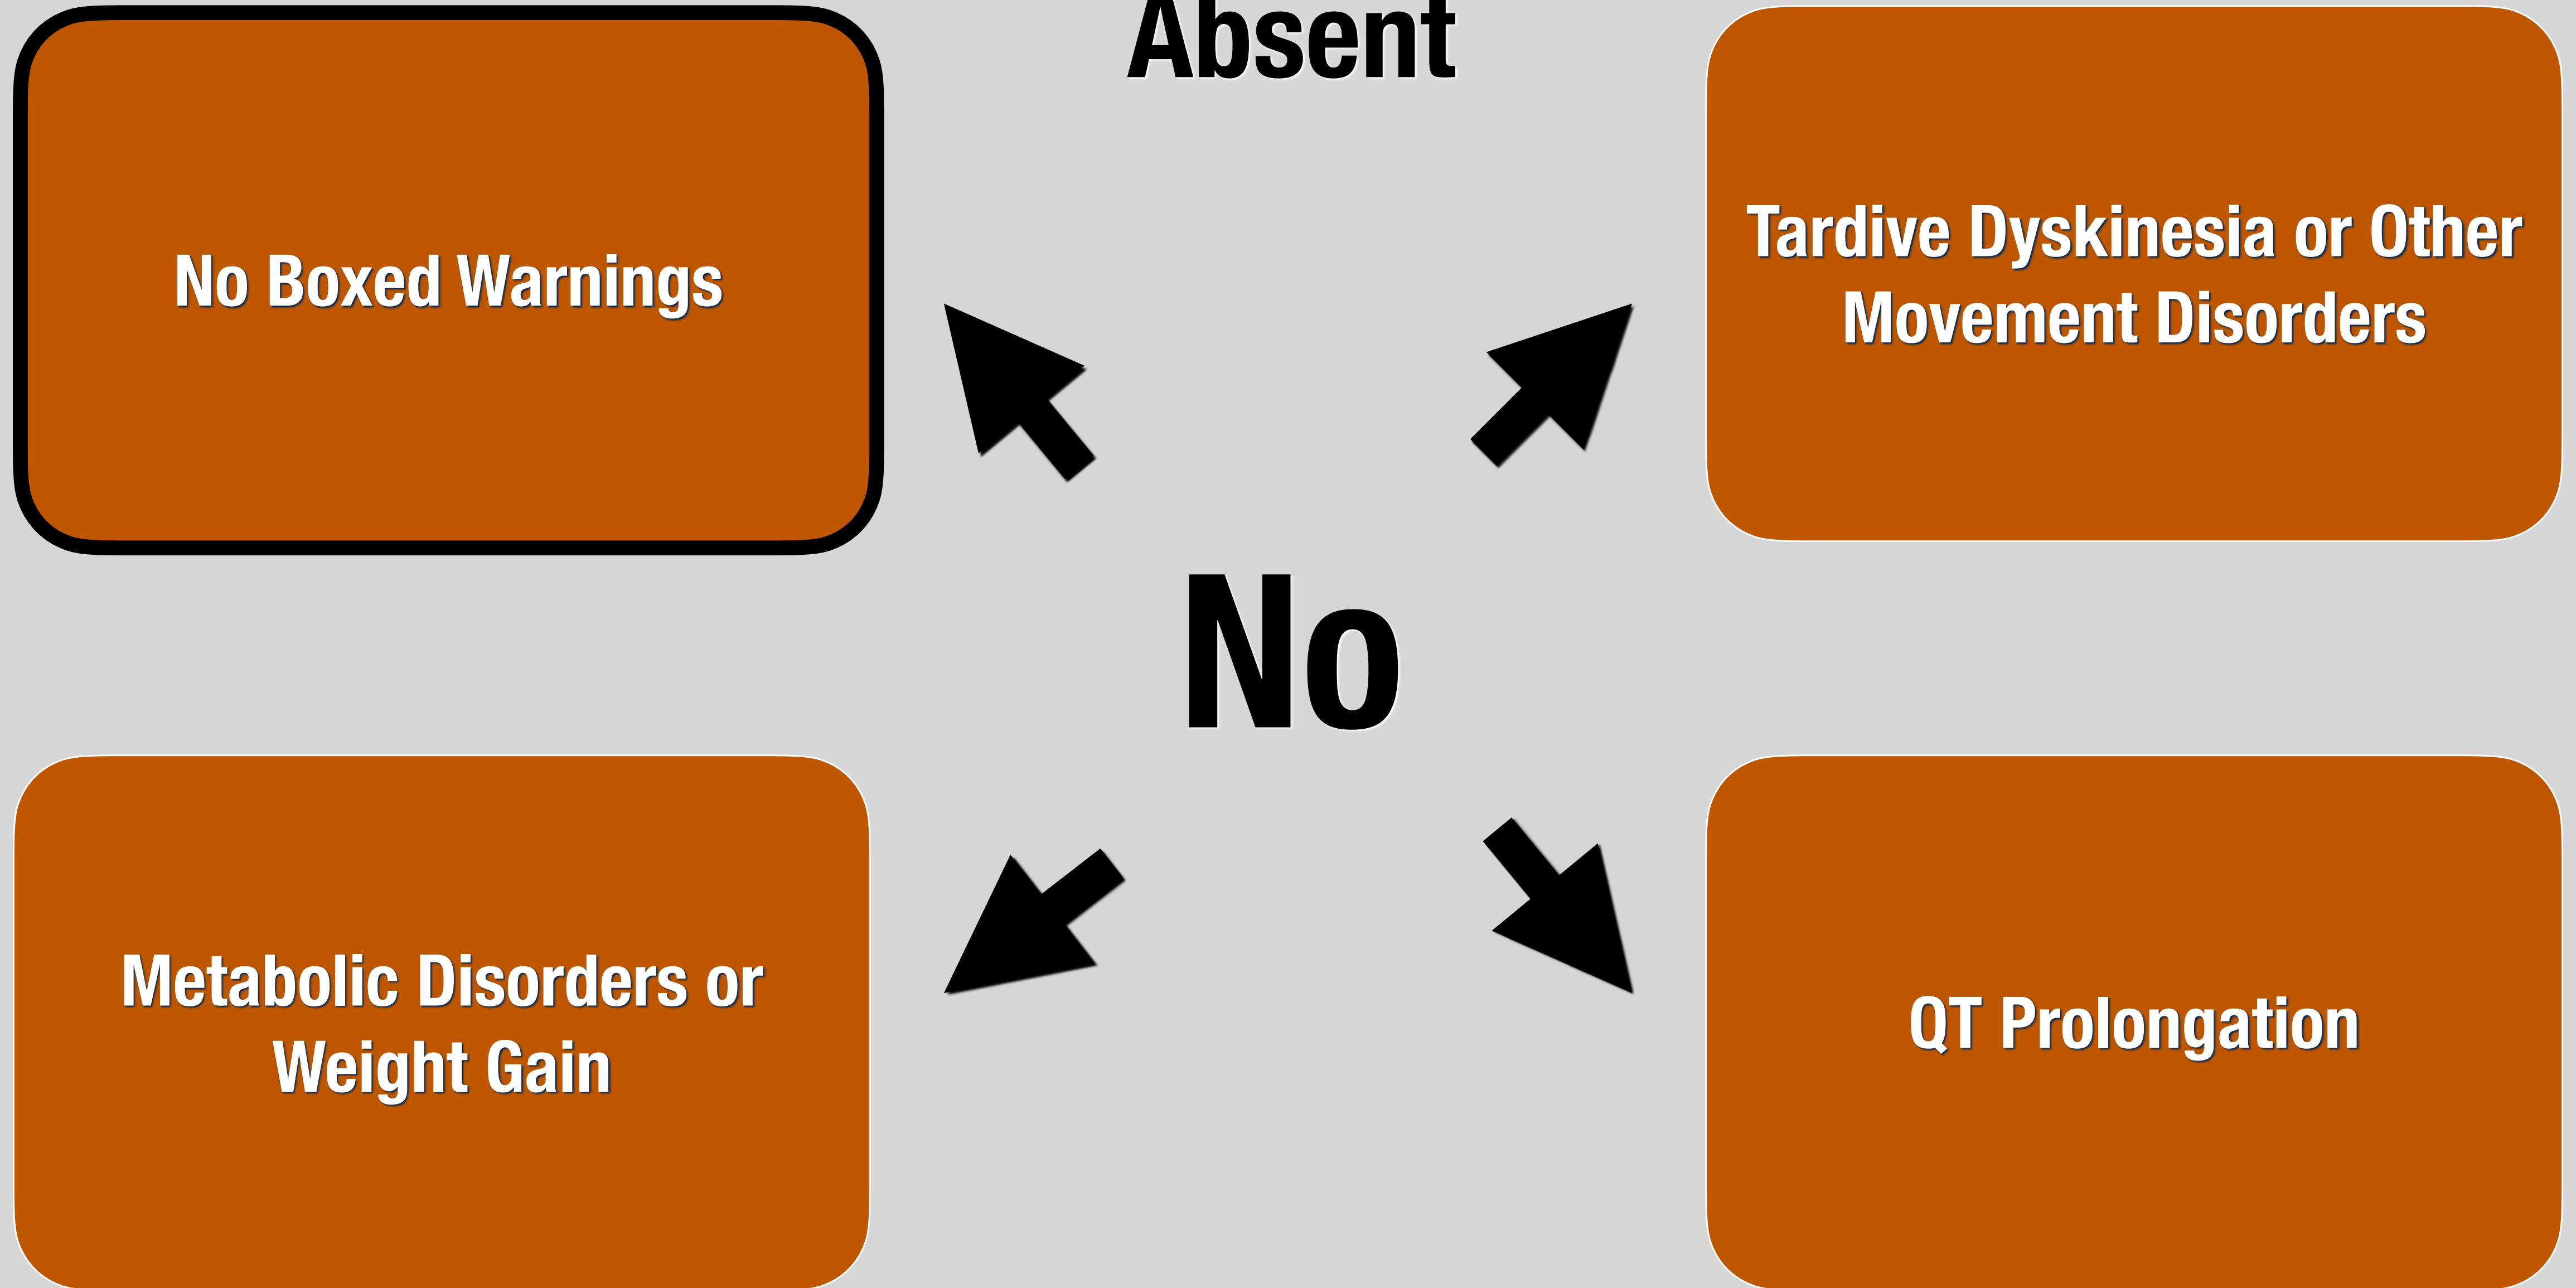 Absent
No Boxed Warnings
Tardive Dyskinesia or Other
Movement Disorders
No
Metabolic Disorders or
Weight Gain
QT Prolongation